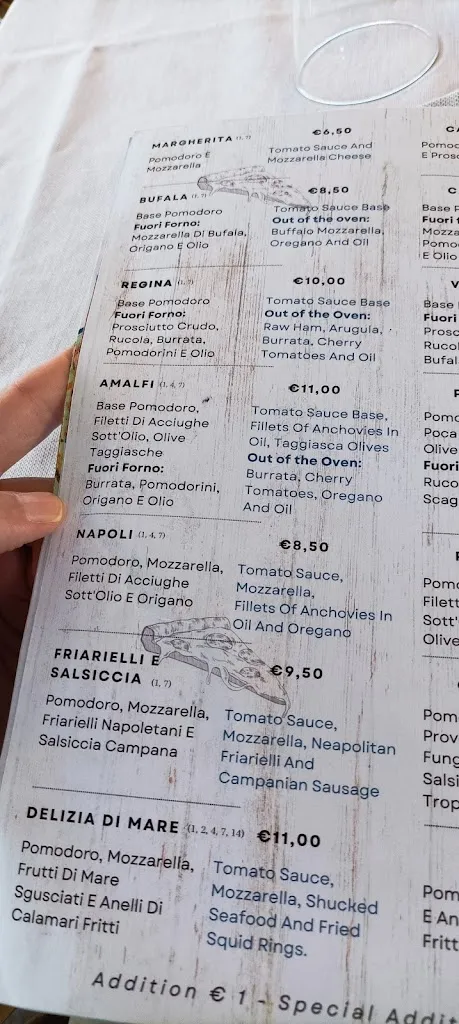 MARGHERITA (1, 7) €6,50
Pomodoro E
Mozzarella
Tomato Sauce And
Mozzarella Cheese
BUFALA (1, 7) €8,50
Base Pomodoro
Fuori Forno:
Mozzarella Di Bufala,
Origano E Olio
Tomato Sauce Base
Out of the oven:
Buffalo Mozzarella,
Oregano And Oil
REGINA (1, 7) €10,00
Base Pomodoro
Fuori Forno:
Prosciutto Crudo,
Rucola, Burrata,
Pomodorini E Olio
Tomato Sauce Base
Out of the Oven:
Raw Ham, Arugula,
Burrata, Cherry
Tomatoes And Oil
AMALFI (1, 4, 7) €11,00
Base Pomodoro,
Filetti Di Acciughe
Sott'Olio, Olive
Taggiasche
Fuori Forno:
Burrata, Pomodorini,
Origano E Olio
Tomato Sauce Base,
Fillets Of Anchovies In
Oil, Taggiasca Olives
Out of the Oven:
Burrata, Cherry
Tomatoes, Oregano
And Oil
NAPOLI (1, 4, 7) €8,50
Pomodoro, Mozzarella,
Filetti Di Acciughe
Sott'Olio E Origano
Tomato Sauce,
Mozzarella,
Fillets Of Anchovies In
Oil And Oregano
FRIARIELLI E
SALSICCIA (1, 7) €9,50
Pomodoro, Mozzarella,
Friarielli Napoletani E
Salsiccia Campana
Tomato Sauce,
Mozzarella, Neapolitan
Friarielli And
Campanian Sausage
DELIZIA DI MARE (1, 2, 4, 7, 14) €11,00
Pomodoro, Mozzarella,
Frutti Di Mare
Sgusciati E Anelli Di
Calamari Fritti
Tomato Sauce,
Mozzarella, Shucked
Seafood And Fried
Squid Rings.
Addition € 1 - Special